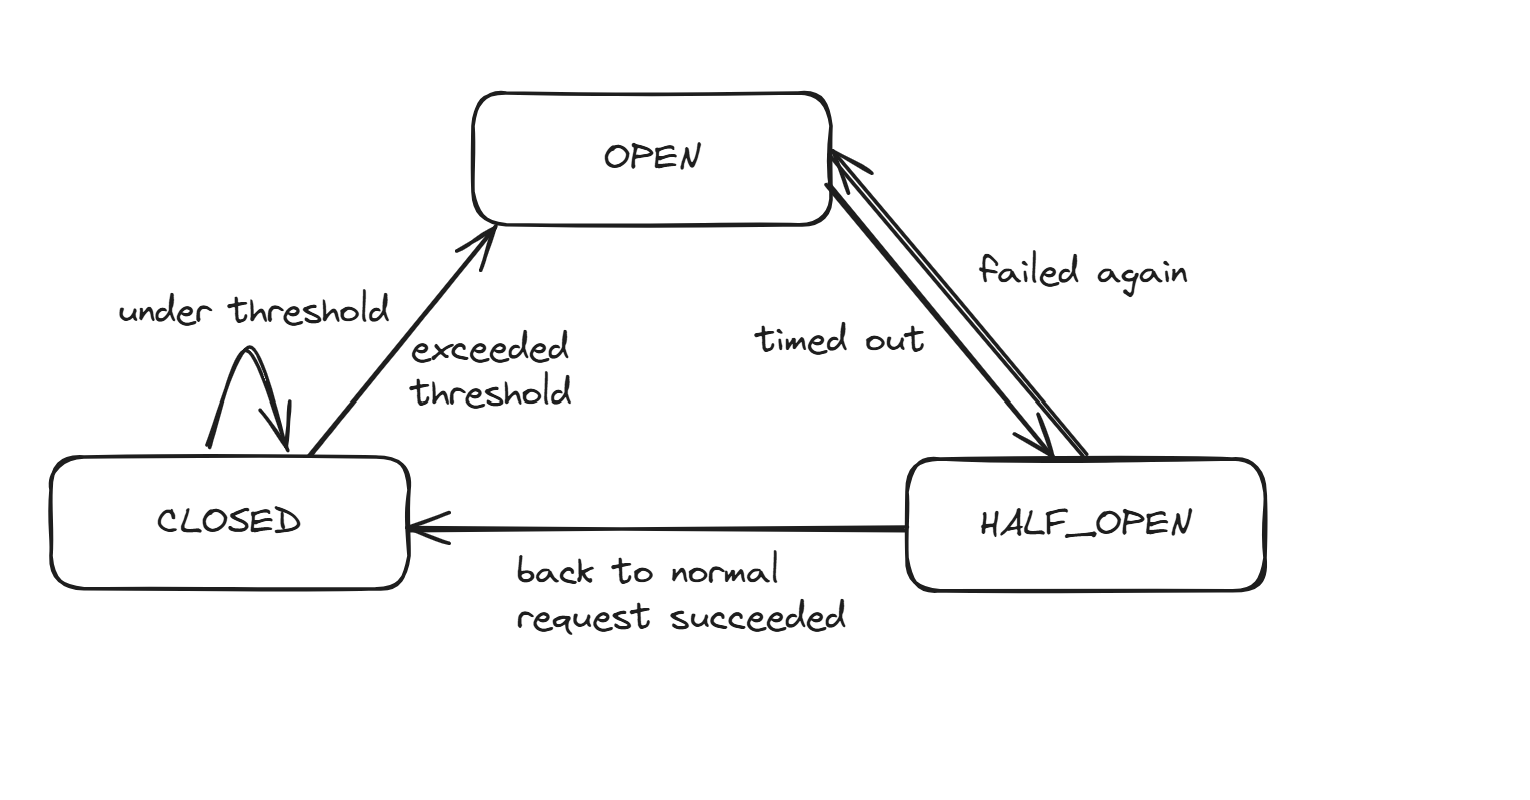 OPEN
failed again
under threshold
timed out
exceeded
threshold
CLOSED
HALF_OPEN
back to normal
request succeeded